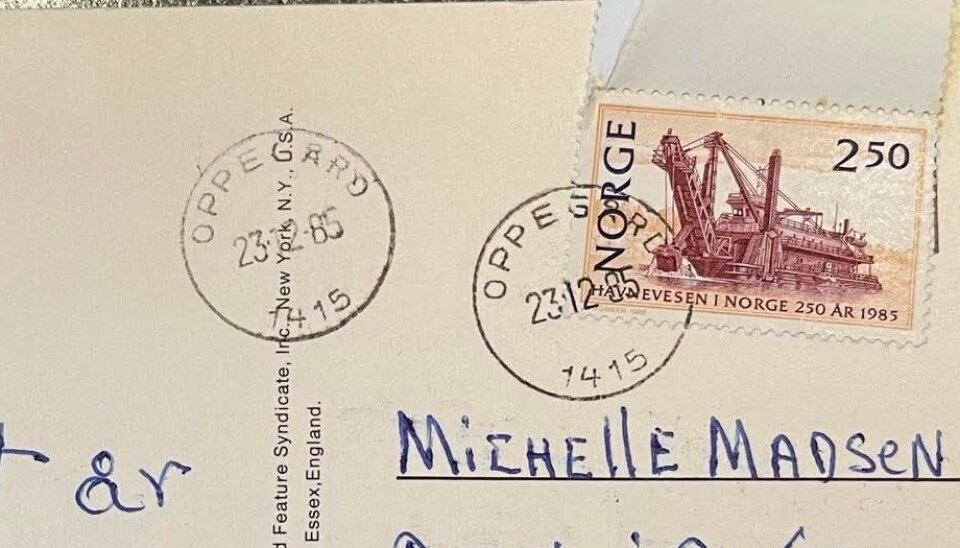 OPPEGÅRD
23·12·85
1415
OPPEGÅRD
23·12·85
1415
NORGE
2 50
HAVNEVESEN I NORGE 250 ÅR 1985
d Feature Syndicate, Inc., New York, N.Y., U.S.A.
Essex, England.
år
MiCHElle MADSeN